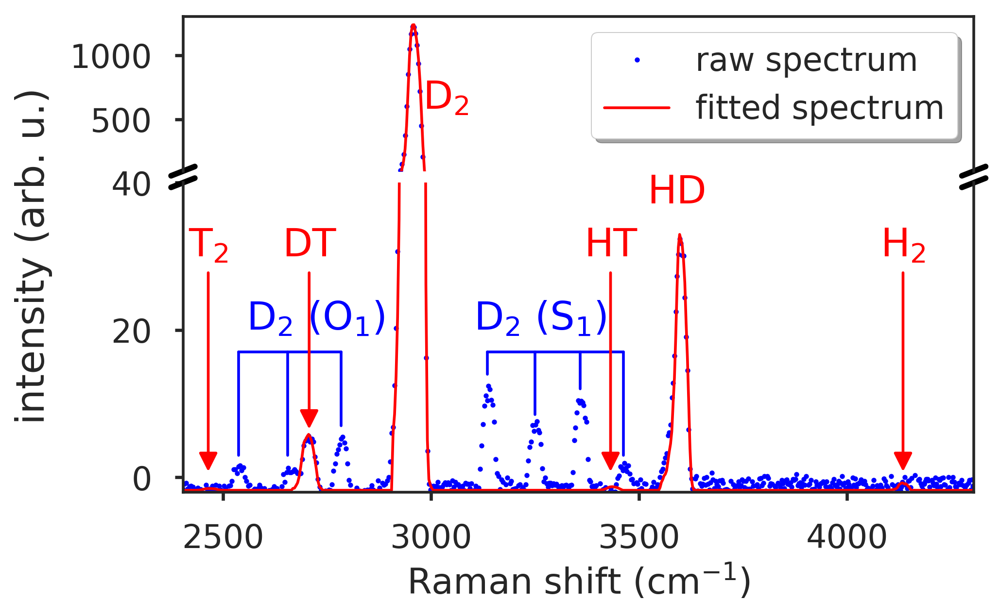 raw spectrum
fitted spectrum
1000
500
40
20
0
intensity (arb. u.)
D₂
HD
T₂
DT
HT
H₂
D₂ (O₁)
D₂ (S₁)
2500
3000
3500
4000
Raman shift (cm⁻¹)